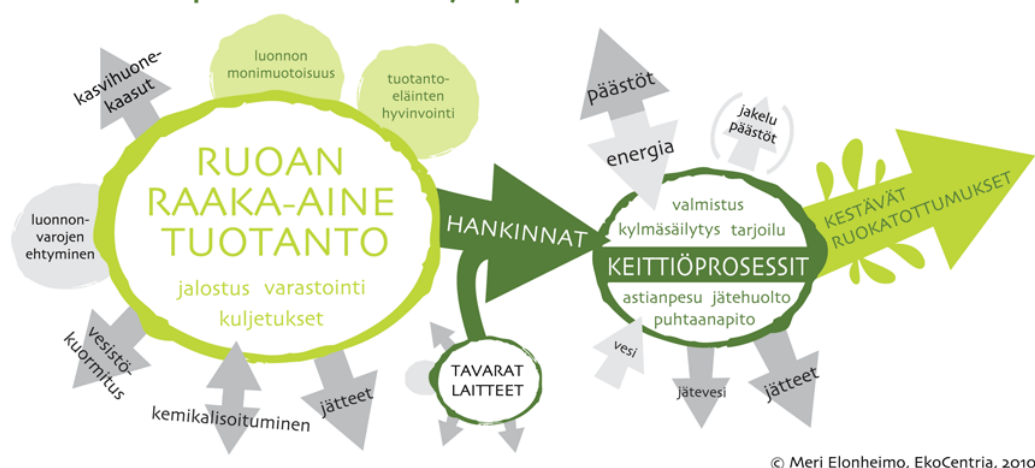 kasvihuone-
kaasut
luonnon
monimuotoisuus
tuotanto-
eläinten
hyvinvointi
RUOAN
RAAKA-AINE
TUOTANTO
jalostus varastointi
kuljetukset
luonnon-
varojen
ehtyminen
vesistö-
kuormitus
kemikalisoituminen
jätteet
HANKINNAT
TAVARAT
LAITTEET
päästöt
energia
jakelu
päästöt
valmistus
kylmäsäilytys tarjoilu
KEITTIÖPROSESSIT
astianpesu jätehuolto
puhtaanapito
vesi
jätevesi
jätteet
KESTÄVÄT
RUOKATOTTUMUKSET
© Meri Elonheimo, EkoCentria, 2010